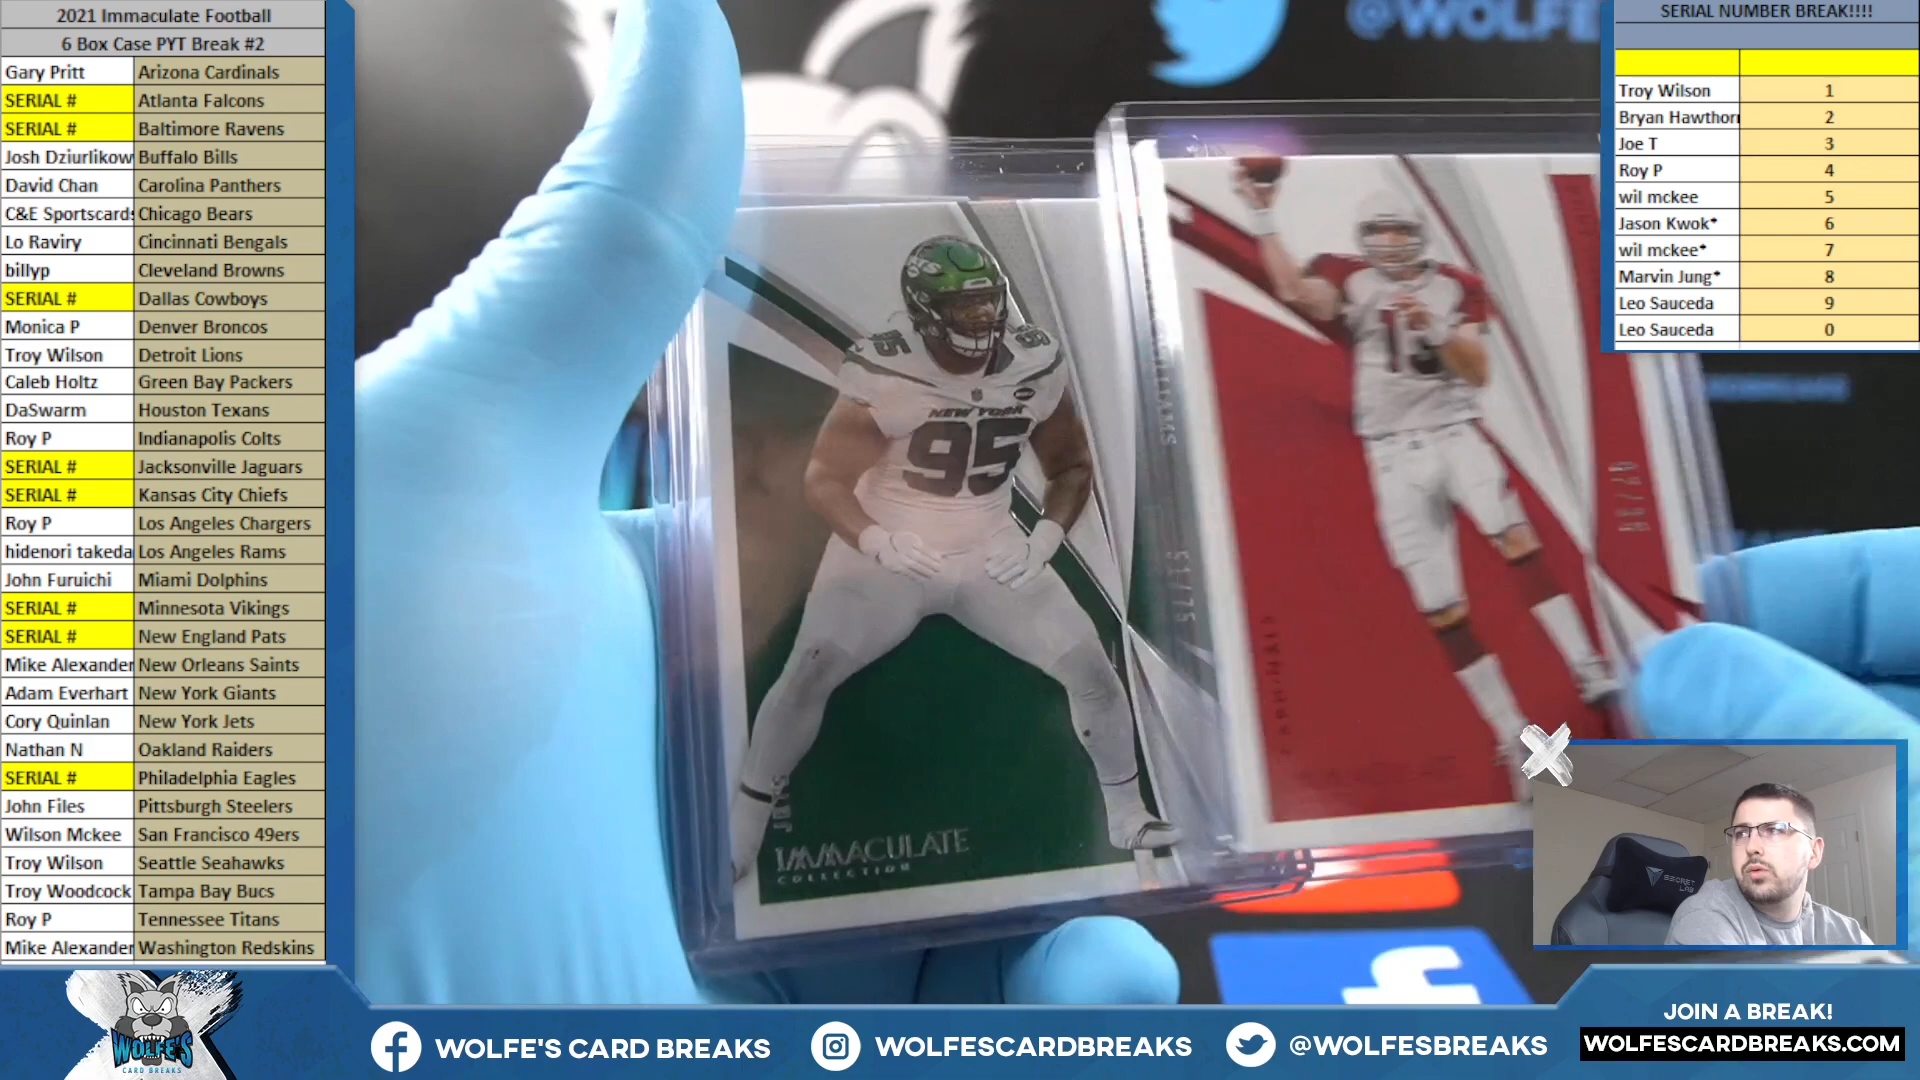 2021 Immaculate Football
6 Box Case PYT Break #2
Gary Pritt Arizona Cardinals
SERIAL # Atlanta Falcons
SERIAL # Baltimore Ravens
Josh Dziurlikow Buffalo Bills
David Chan Carolina Panthers
C&E Sportscards Chicago Bears
Lo Raviry Cincinnati Bengals
billyp Cleveland Browns
SERIAL # Dallas Cowboys
Monica P Denver Broncos
Troy Wilson Detroit Lions
Caleb Holtz Green Bay Packers
DaSwarm Houston Texans
Roy P Indianapolis Colts
SERIAL # Jacksonville Jaguars
SERIAL # Kansas City Chiefs
Roy P Los Angeles Chargers
hidenori takeda Los Angeles Rams
John Furuichi Miami Dolphins
SERIAL # Minnesota Vikings
SERIAL # New England Pats
Mike Alexander New Orleans Saints
Adam Everhart New York Giants
Cory Quinlan New York Jets
Nathan N Oakland Raiders
SERIAL # Philadelphia Eagles
John Files Pittsburgh Steelers
Wilson Mckee San Francisco 49ers
Troy Wilson Seattle Seahawks
Troy Woodcock Tampa Bay Bucs
Roy P Tennessee Titans
Mike Alexander Washington Redskins
@WOLFE
JETS
95
95
NEW YORK
95
51/75
JETS
IMMACULATE
COLLECTION
CARDINALS
SERIAL NUMBER BREAK!!!!
Troy Wilson 1
Bryan Hawthorn 2
Joe T 3
Roy P 4
wil mckee 5
Jason Kwok* 6
wil mckee* 7
Marvin Jung* 8
Leo Sauceda 9
Leo Sauceda 0
SECRET
LAB
WOLFE'S
CARD BREAKS
WOLFE'S CARD BREAKS
WOLFESCARDBREAKS
@WOLFESBREAKS
JOIN A BREAK!
WOLFESCARDBREAKS.COM